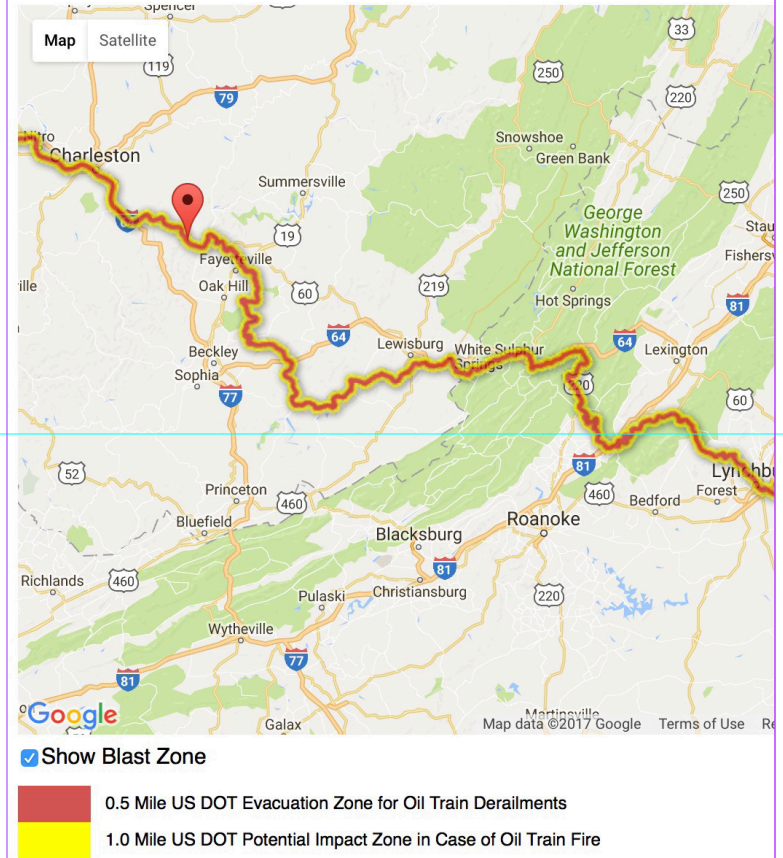 Spencer
33
Map Satellite
119
250
79
220
Nitro
Charleston
Snowshoe
Green Bank
Summersville
250
George
Washington
and Jefferson
National Forest
19
Fayetteville
Oak Hill
60
219
Hot Springs
81
64
64
Lewisburg
White Sulphur
Springs
Lexington
Beckley
Sophia
77
220
60
81
52
Princeton
460
460
Forest
Bedford
Bluefield
Roanoke
Blacksburg
81
Richlands
460
Christiansburg
Pulaski
220
Wytheville
77
81
Google
Galax
Martinsville
Map data ©2017 Google Terms of Use
Show Blast Zone
0.5 Mile US DOT Evacuation Zone for Oil Train Derailments
1.0 Mile US DOT Potential Impact Zone in Case of Oil Train Fire